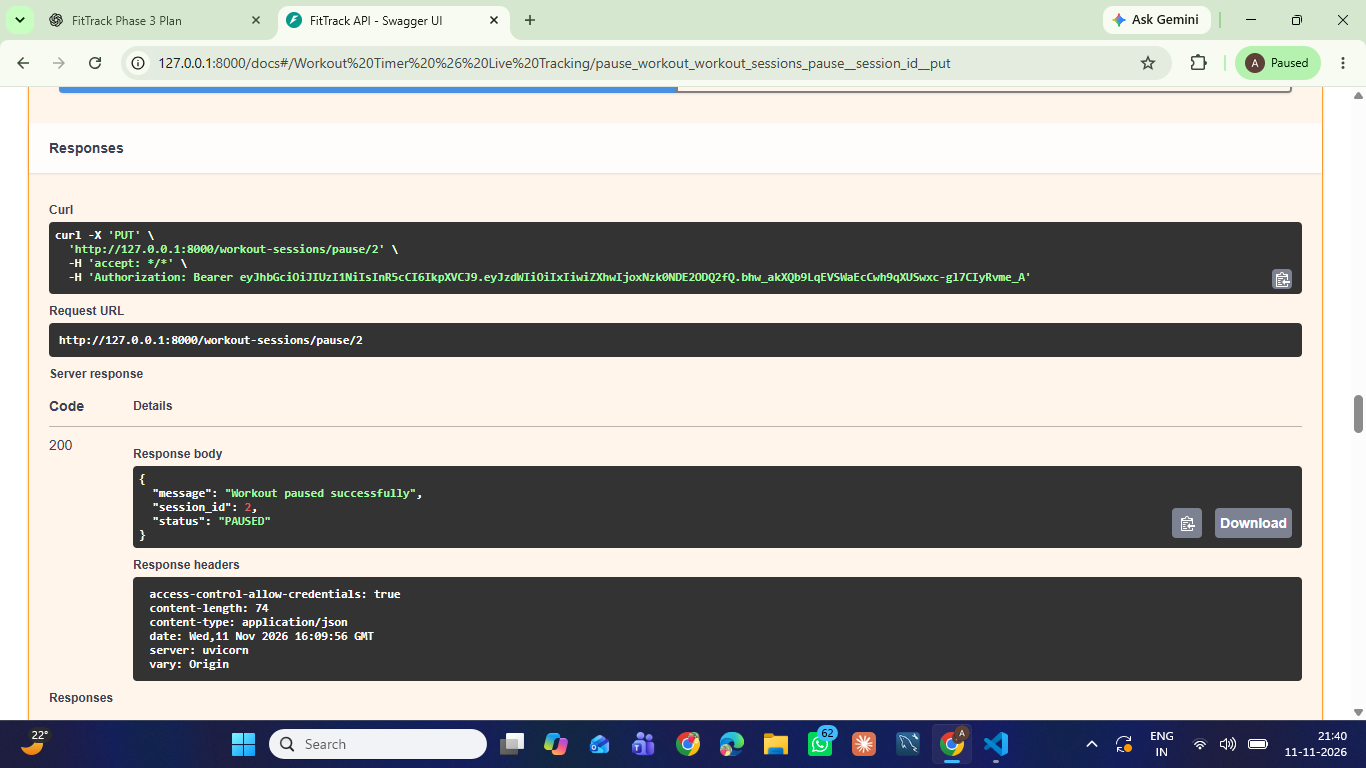 FitTrack Phase 3 Plan
FitTrack API - Swagger UI
Ask Gemini
127.0.0.1:8000/docs#/Workout%20Timer%20%26%20Live%20Tracking/pause_workout_workout_sessions_pause__session_id__put
A
Paused
Responses
Curl
curl -X 'PUT' \
'http://127.0.0.1:8000/workout-sessions/pause/2' \
-H 'accept: */*' \
-H 'Authorization: Bearer eyJhbGciOiJIUzI1NiIsInR5cCI6IkpXVCJ9.eyJzdWIiOiIxIiwiZXhwIjoxNzk0NDE2ODQ2fQ.bhw_akXQb9LqEVSWaEcCwh9qXUSwxc-gl7CIyRvme_A'
Request URL
http://127.0.0.1:8000/workout-sessions/pause/2
Server response
Code
Details
200
Response body
{
"message": "Workout paused successfully",
"session_id": 2,
"status": "PAUSED"
}
Download
Response headers
access-control-allow-credentials: true
content-length: 74
content-type: application/json
date: Wed,11 Nov 2026 16:09:56 GMT
server: uvicorn
vary: Origin
Responses
22°
Search
62
A
ENG
IN
21:40
11-11-2026